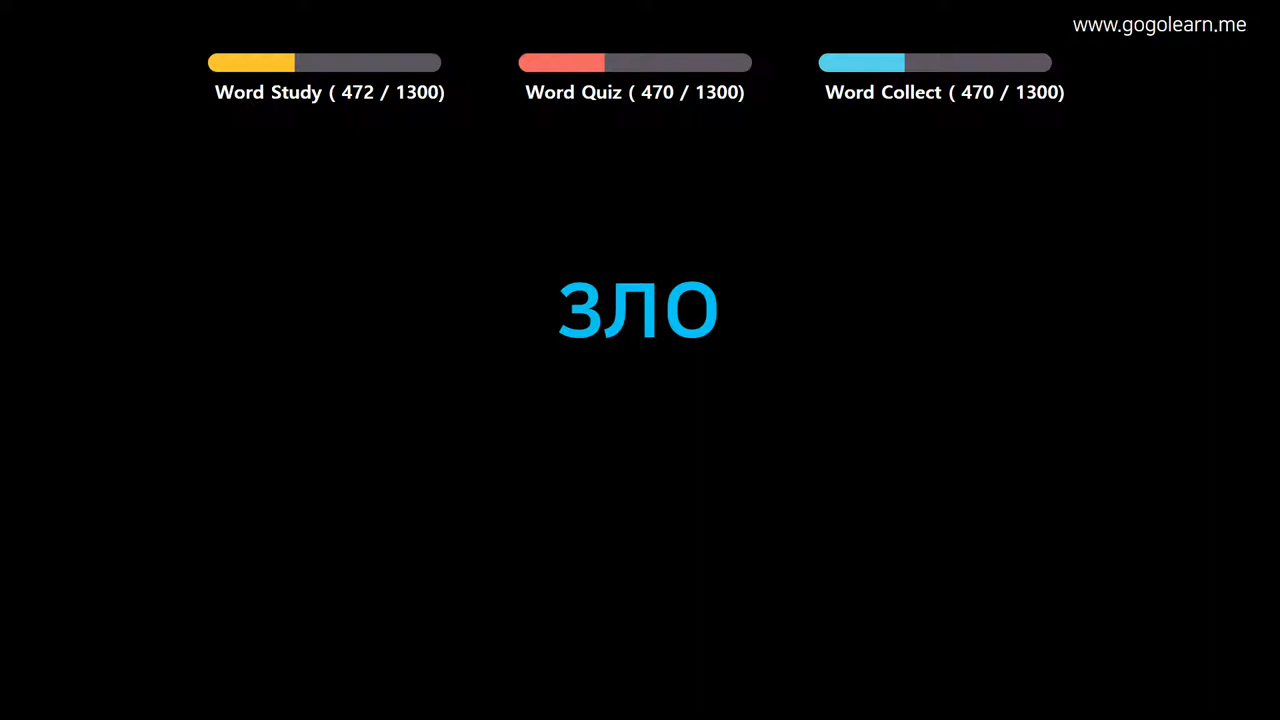 www.gogolearn.me
Word Study ( 472 / 1300)
Word Quiz ( 470 / 1300)
Word Collect ( 470 / 1300)
зло